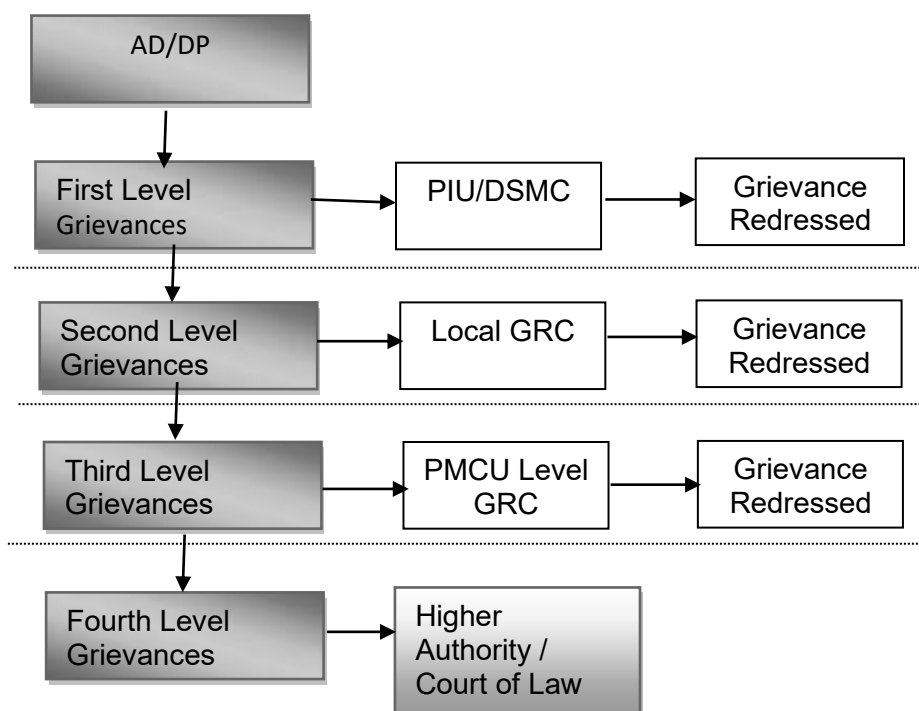 AD/DP
First Level
Grievances
PIU/DSMC
Grievance
Redressed
Second Level
Grievances
Local GRC
Grievance
Redressed
Third Level
Grievances
PMCU Level
GRC
Grievance
Redressed
Fourth Level
Grievances
Higher
Authority /
Court of Law